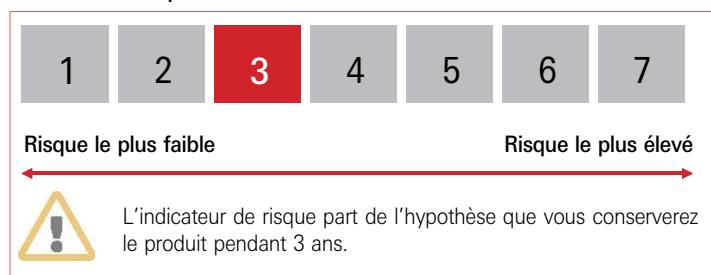 1 2 3 4 5 6 7
Risque le plus faible Risque le plus élevé
L'indicateur de risque part de l'hypothèse que vous conserverez
le produit pendant 3 ans.